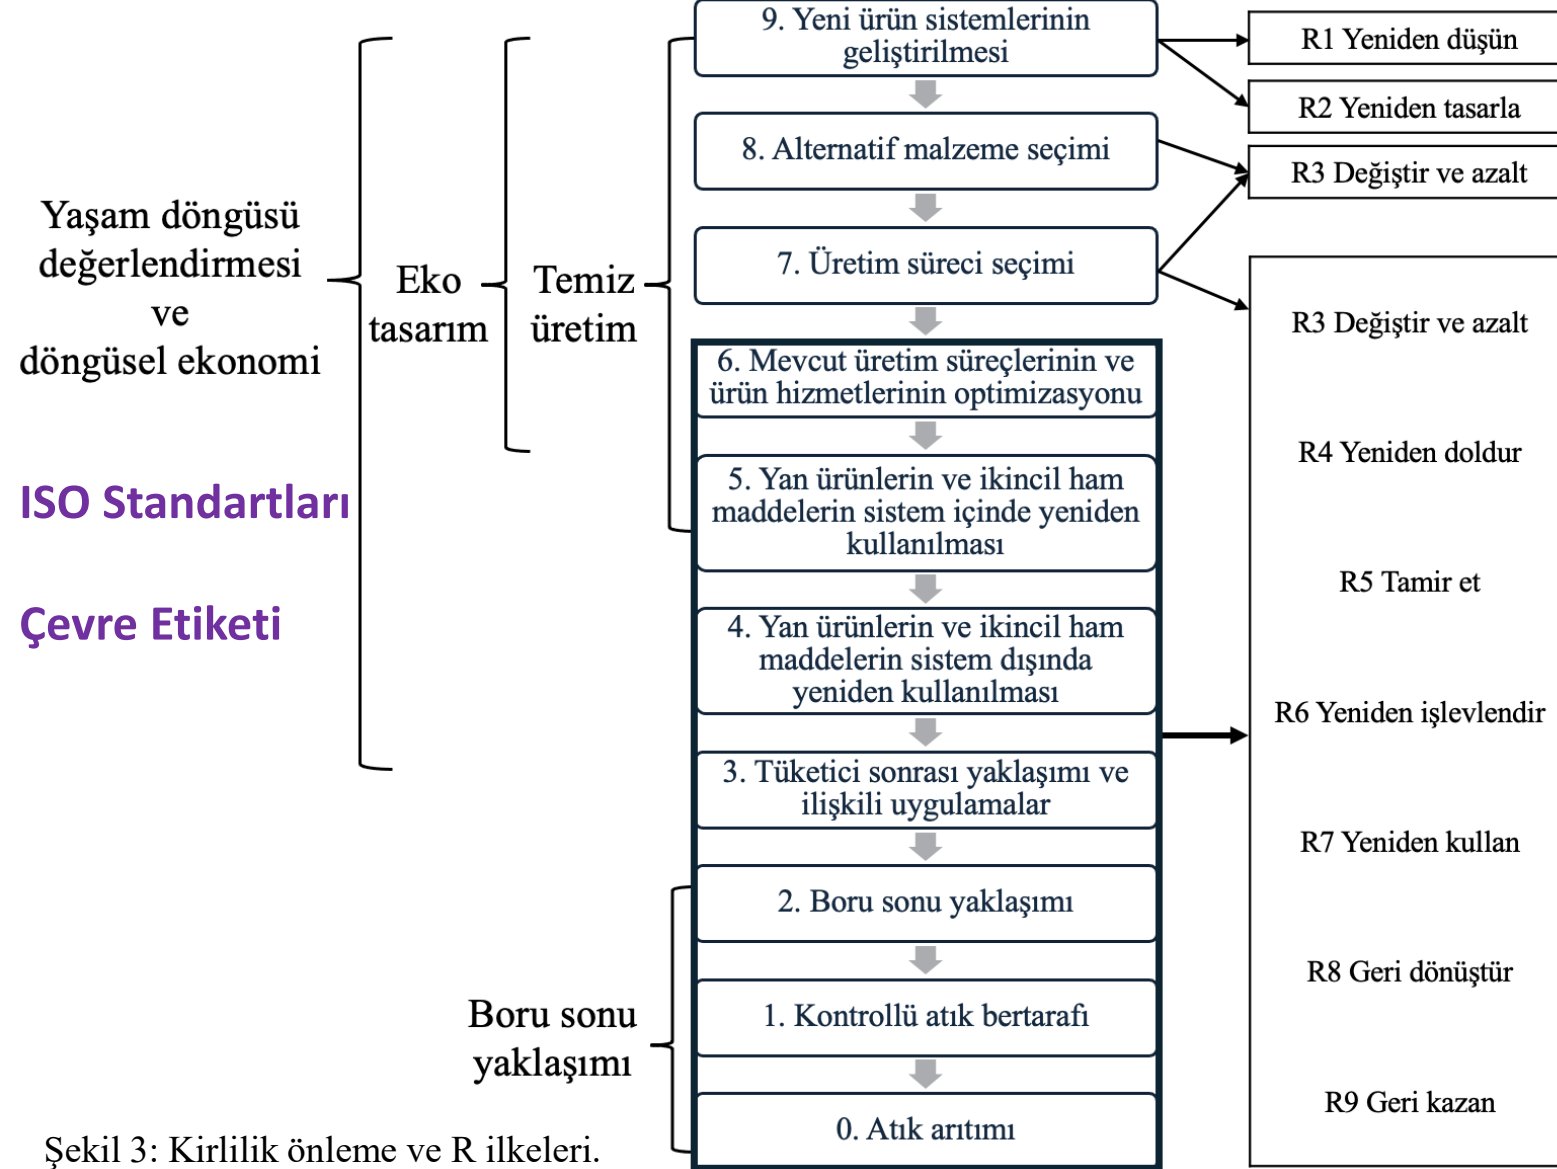 9. Yeni ürün sistemlerinin
geliştirilmesi
R1 Yeniden düşün
R2 Yeniden tasarla
8. Alternatif malzeme seçimi
R3 Değiştir ve azalt
7. Üretim süreci seçimi
Yaşam döngüsü
değerlendirmesi
ve
döngüsel ekonomi
Eko
tasarım
Temiz
üretim
R3 Değiştir ve azalt
6. Mevcut üretim süreçlerinin ve
ürün hizmetlerinin optimizasyonu
R4 Yeniden doldur
ISO Standartları
5. Yan ürünlerin ve ikincil ham
maddelerin sistem içinde yeniden
kullanılması
R5 Tamir et
Çevre Etiketi
4. Yan ürünlerin ve ikincil ham
maddelerin sistem dışında
yeniden kullanılması
R6 Yeniden işlevlendir
3. Tüketici sonrası yaklaşımı ve
ilişkili uygulamalar
R7 Yeniden kullan
2. Boru sonu yaklaşımı
R8 Geri dönüştür
Boru sonu
yaklaşımı
1. Kontrollü atık bertarafı
R9 Geri kazan
0. Atık arıtımı
Şekil 3: Kirlilik önleme ve R ilkeleri.